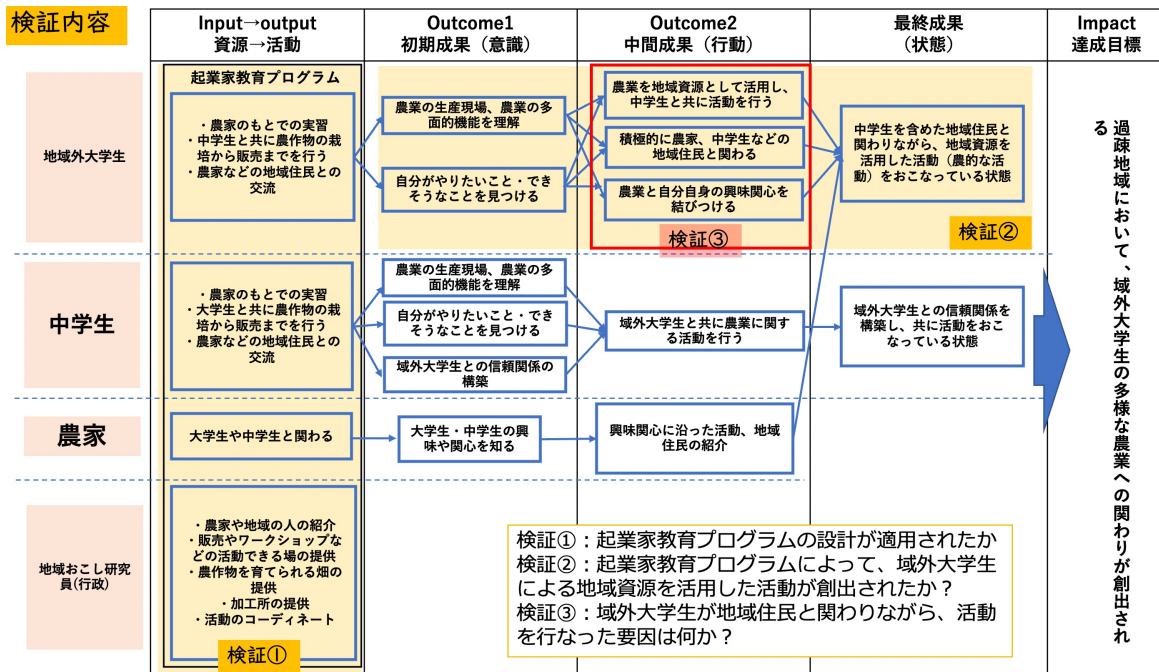 検証内容
Input→output
資源→活動
Outcome1
初期成果（意識）
Outcome2
中間成果（行動）
最終成果
（状態）
Impact
達成目標
地域外大学生
起業家教育プログラム
・農家のもとでの実習
・中学生と共に農作物の栽
培から販売までを行う
・農家などの地域住民との
交流
農業の生産現場、農業の多
面的機能を理解
自分がやりたいこと・でき
そうなことを見つける
農業を地域資源として活用し、
中学生と共に活動を行う
積極的に農家、中学生などの
地域住民と関わる
農業と自分自身の興味関心を
結びつける
検証③
中学生を含めた地域住民と
関わりながら、地域資源を
活用した活動（農的な活
動）をおこなっている状態
検証②
中学生
・農家のもとでの実習
・大学生と共に農作物の栽
培から販売までを行う
・農家などの地域住民との
交流
農業の生産現場、農業の多
面的機能を理解
自分がやりたいこと・でき
そうなことを見つける
域外大学生との信頼関係の
構築
域外大学生と共に農業に関す
る活動を行う
域外大学生との信頼関係を
構築し、共に活動をおこ
なっている状態
農家
大学生や中学生と関わる
大学生・中学生の興
味や関心を知る
興味関心に沿った活動、地域
住民の紹介
地域おこし研究
員(行政)
・農家や地域の人の紹介
・販売やワークショップな
どの活動できる場の提供
・農作物を育てられる畑の
提供
・加工所の提供
・活動のコーディネート
検証①
検証①：起業家教育プログラムの設計が適用されたか
検証②：起業家教育プログラムによって、域外大学生
による地域資源を活用した活動が創出されたか？
検証③：域外大学生が地域住民と関わりながら、活動
を行なった要因は何か？
過疎地域において、域外大学生の多様な農業への関わりが創出され
る